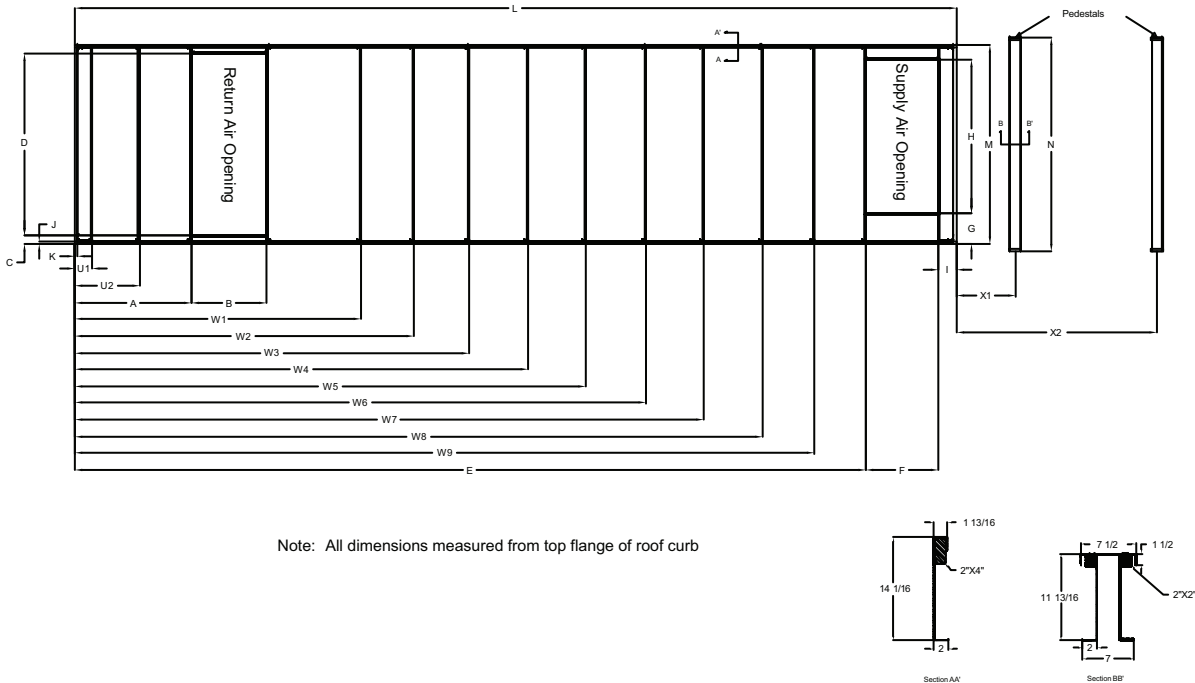 L
Pedestals
A'
A
Return Air Opening
Supply Air Opening
D
H
M
B
B'
N
J
C
K
G
U1
I
U2
X1
A
B
W1
X2
W2
W3
W4
W5
W6
W7
W8
W9
E
F
Note: All dimensions measured from top flange of roof curb
1 13/16
2"X4"
14 1/16
2
Section AA'
7 1/2
1 1/2
11 13/16
2"X2'
2
7
Section BB'